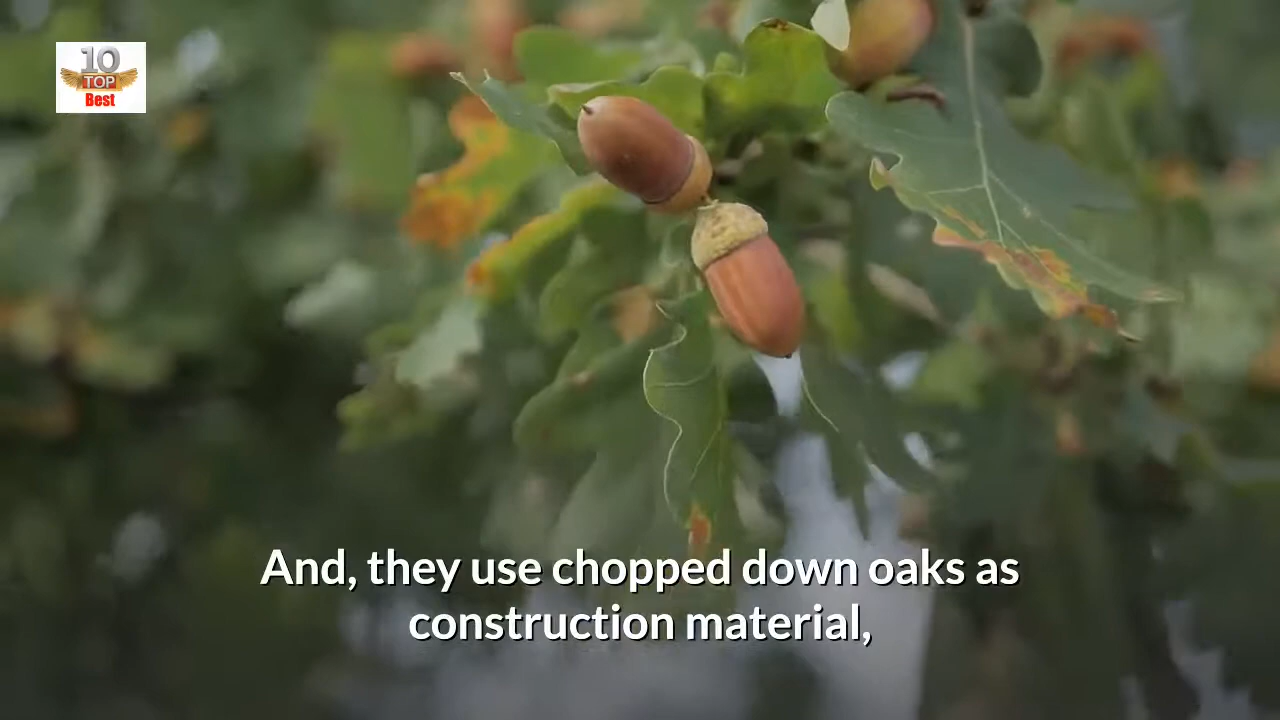 10
TOP
Best
And, they use chopped down oaks as
construction material,